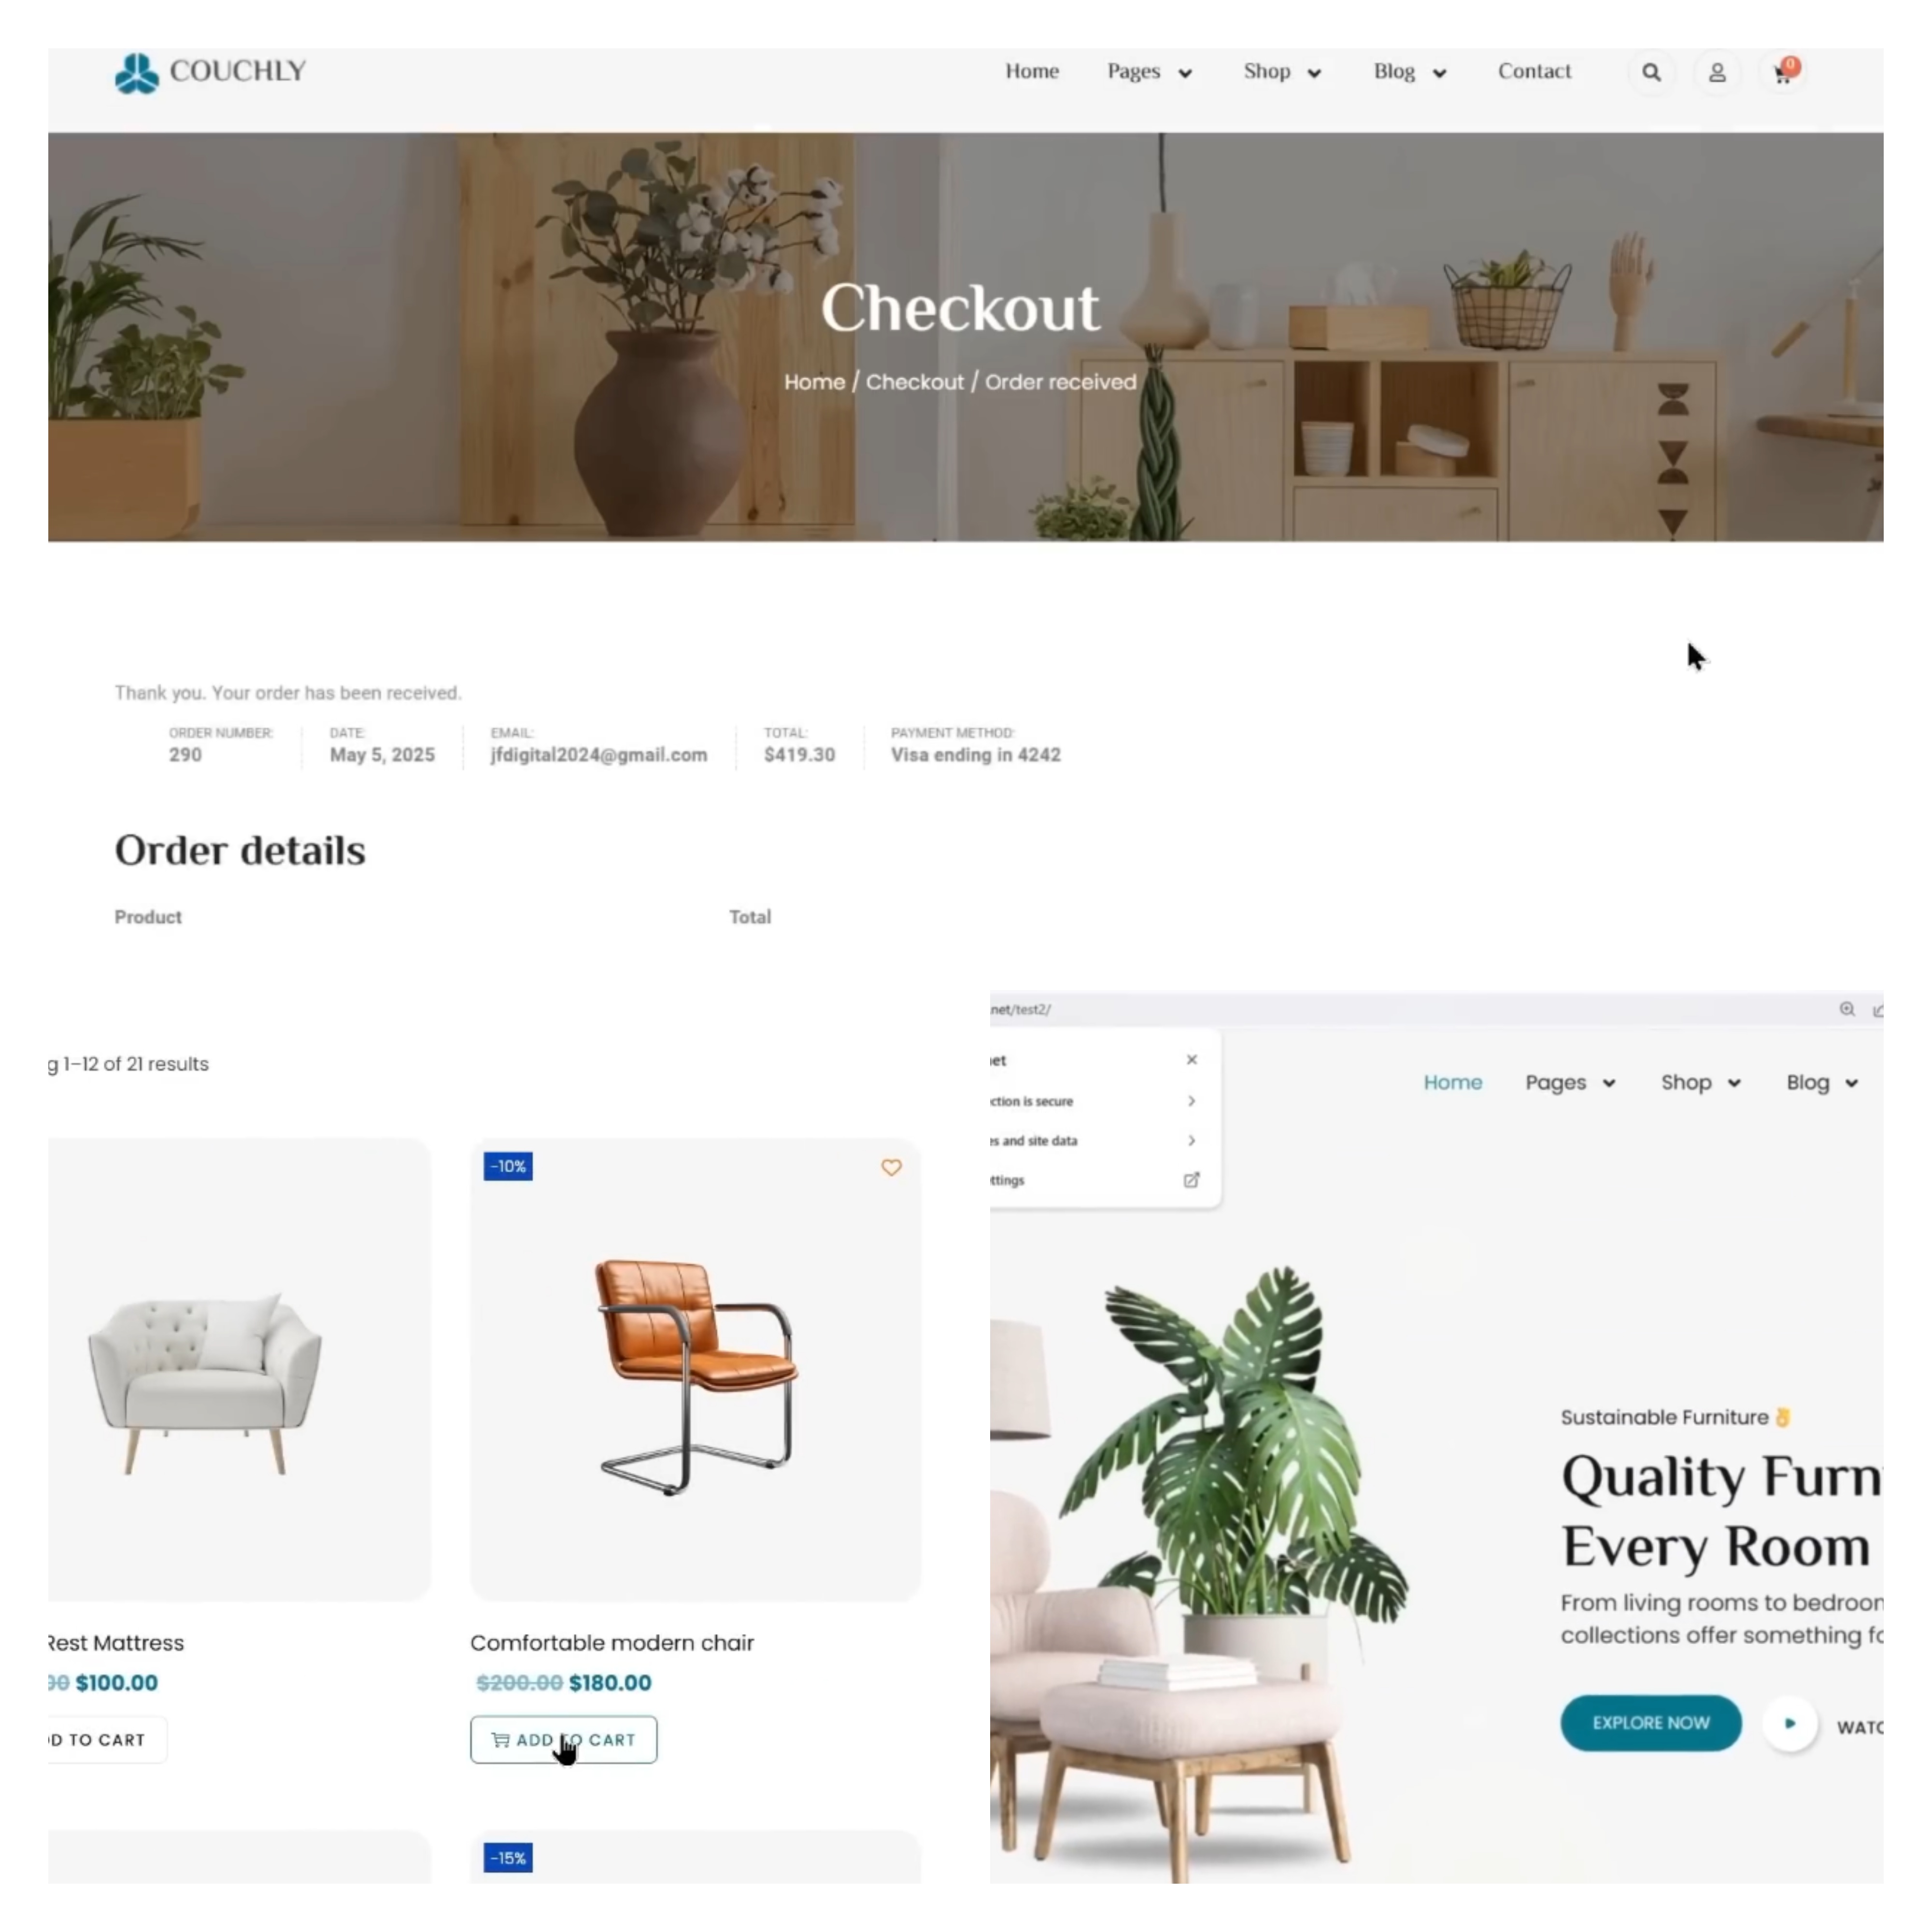 COUCHLY
Home Pages Shop Blog Contact
0
Checkout
Home / Checkout / Order received
Thank you. Your order has been received.
ORDER NUMBER: DATE: EMAIL: TOTAL: PAYMENT METHOD:
290 May 5, 2025 jfdigital2024@gmail.com $419.30 Visa ending in 4242
Order details
Product Total
g 1–12 of 21 results
-10%
Rest Mattress
00 $100.00
D TO CART
Comfortable modern chair
$200.00 $180.00
ADD TO CART
-15%
net/test2/
et
ction is secure
es and site data
ttings
Home Pages Shop Blog
Sustainable Furniture 👌
Quality Furn
Every Room
From living rooms to bedroom
collections offer something fo
EXPLORE NOW
WATC